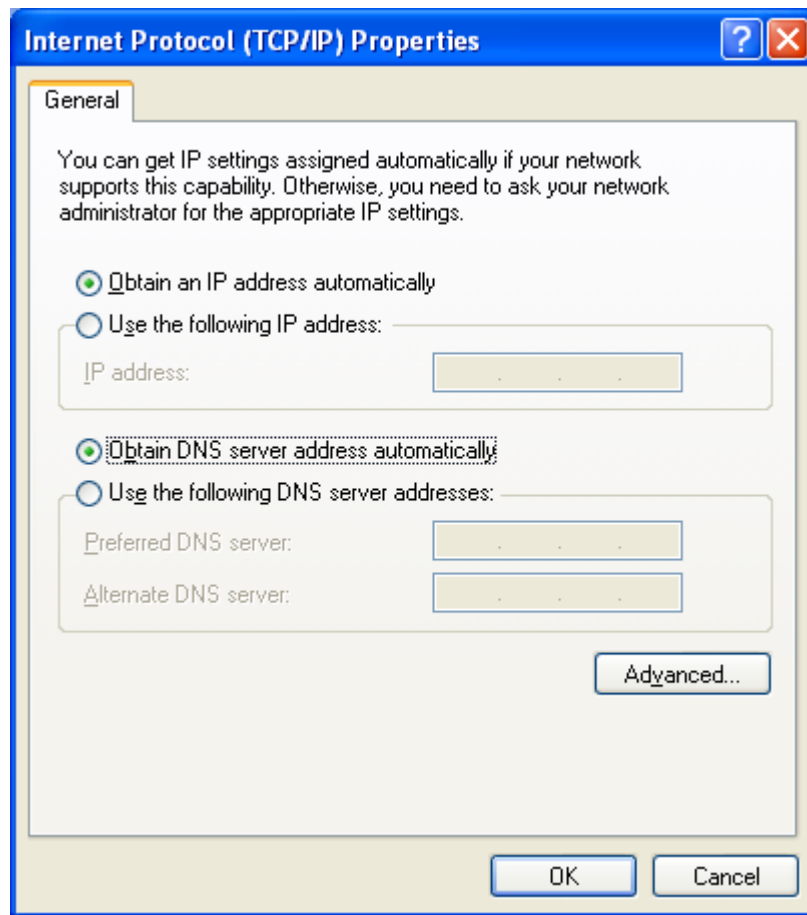 Internet Protocol (TCP/IP) Properties
General
You can get IP settings assigned automatically if your network
supports this capability. Otherwise, you need to ask your network
administrator for the appropriate IP settings.
Obtain an IP address automatically
Use the following IP address:
IP address:
Obtain DNS server address automatically
Use the following DNS server addresses:
Preferred DNS server:
Alternate DNS server:
Advanced...
OK Cancel